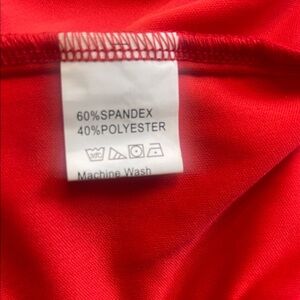 60%SPANDEX
40%POLYESTER
Machine Wash